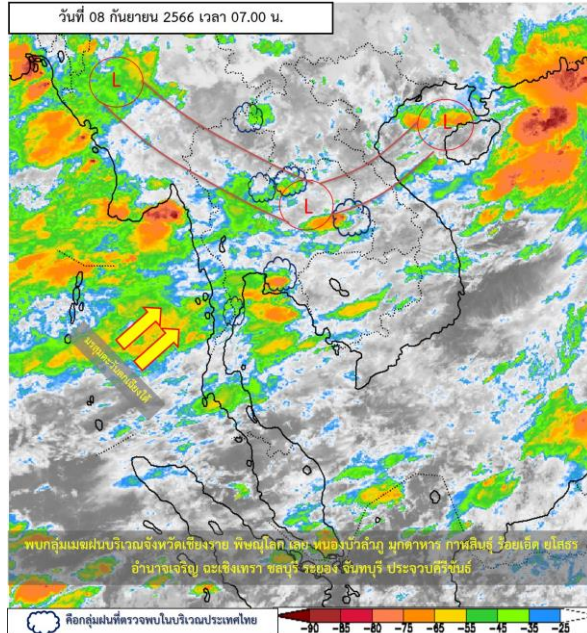 วันที่ 08 กันยายน 2566 เวลา 07.00 น.
L
L
L
มรสุมตะวันตกเฉียงใต้
พบกลุ่มเมฆฝนบริเวณจังหวัดเชียงราย พิษณุโลก เลย หนองบัวลำภู มุกดาหาร กาฬสินธุ์ ร้อยเอ็ด ยโสธร
อำนาจเจริญ ฉะเชิงเทรา ชลบุรี ระยอง จันทบุรี ประจวบคีรีขันธ์
คือกลุ่มฝนที่ตรวจพบในบริเวณประเทศไทย
-90 -85 -80 -75 -65 -55 -45 -35 -32 -25